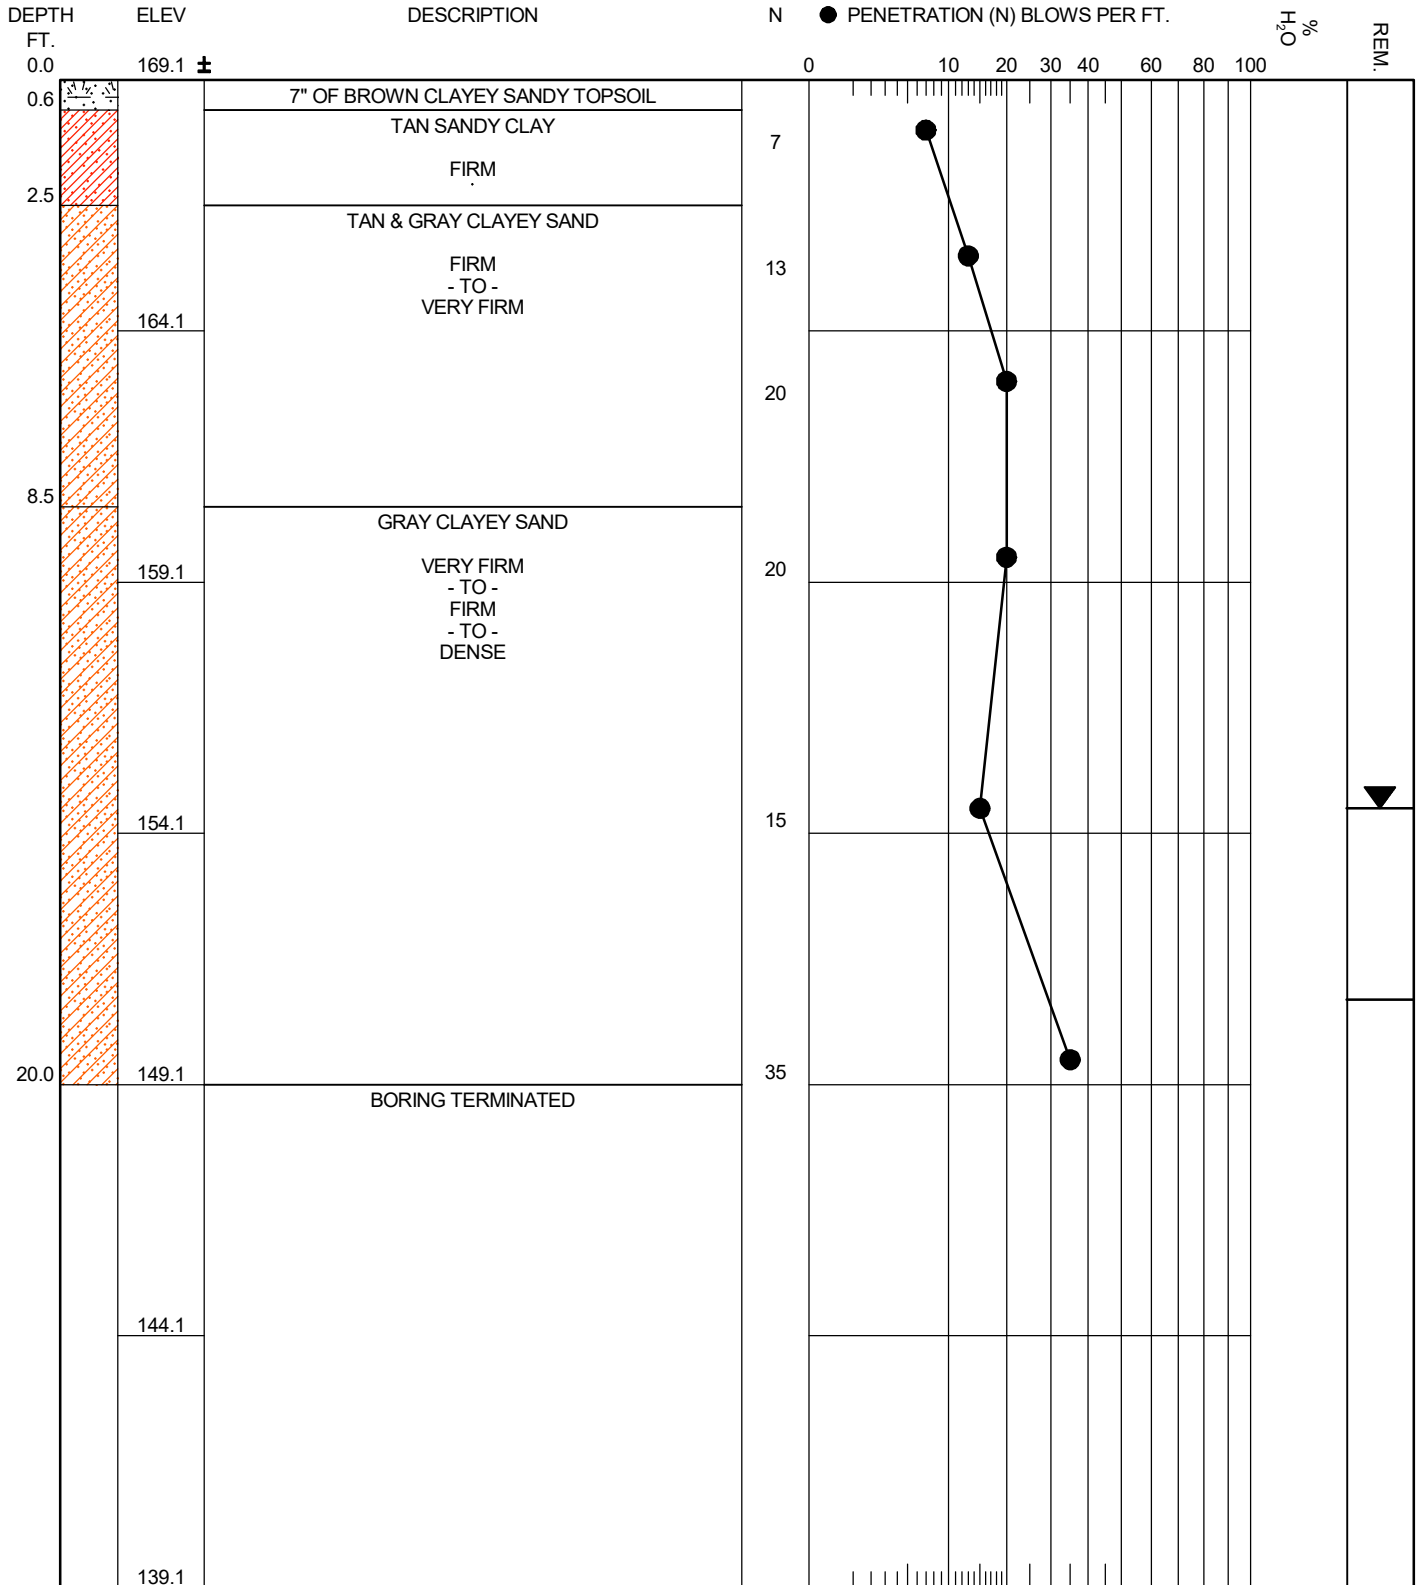 DEPTH ELEV DESCRIPTION N PENETRATION (N) BLOWS PER FT. % H₂O REM.
FT.
0.0 169.1 ± 0 10 20 30 40 60 80 100
0.6 7" OF BROWN CLAYEY SANDY TOPSOIL
TAN SANDY CLAY
7
FIRM
2.5
TAN & GRAY CLAYEY SAND
FIRM 13
- TO -
VERY FIRM
164.1
20
8.5
GRAY CLAYEY SAND
VERY FIRM
159.1 20
- TO -
FIRM
- TO -
DENSE
154.1 15
20.0 149.1 35
BORING TERMINATED
144.1
139.1